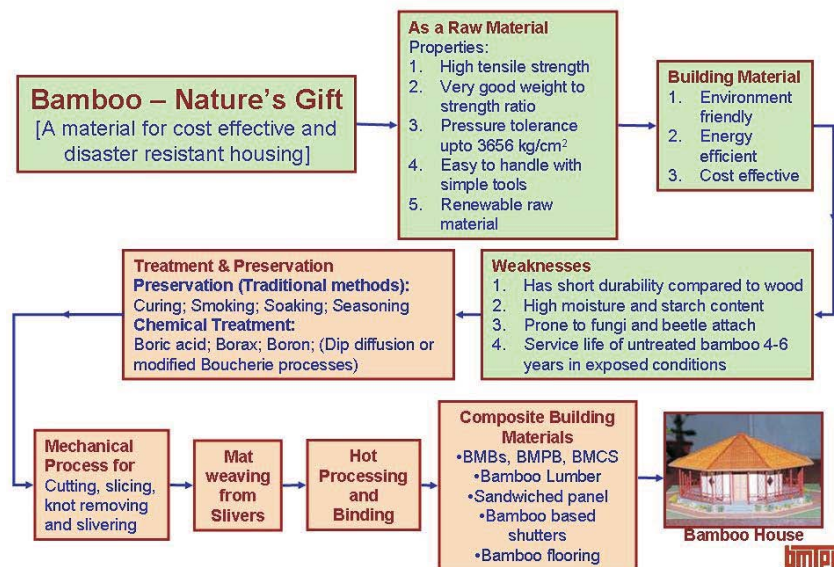 Bamboo – Nature's Gift
[A material for cost effective and
disaster resistant housing]
As a Raw Material
Properties:
1. High tensile strength
2. Very good weight to
strength ratio
3. Pressure tolerance
upto 3656 kg/cm²
4. Easy to handle with
simple tools
5. Renewable raw
material
Building Material
1. Environment
friendly
2. Energy
efficient
3. Cost effective
Weaknesses
1. Has short durability compared to wood
2. High moisture and starch content
3. Prone to fungi and beetle attach
4. Service life of untreated bamboo 4-6
years in exposed conditions
Treatment & Preservation
Preservation (Traditional methods):
Curing; Smoking; Soaking; Seasoning
Chemical Treatment:
Boric acid; Borax; Boron; (Dip diffusion or
modified Boucherie processes)
Mechanical
Process for
Cutting, slicing,
knot removing
and slivering
Mat
weaving
from
Slivers
Hot
Processing
and
Binding
Composite Building
Materials
•BMBs, BMPB, BMCS
•Bamboo Lumber
•Sandwiched panel
•Bamboo based
shutters
•Bamboo flooring
Bamboo House